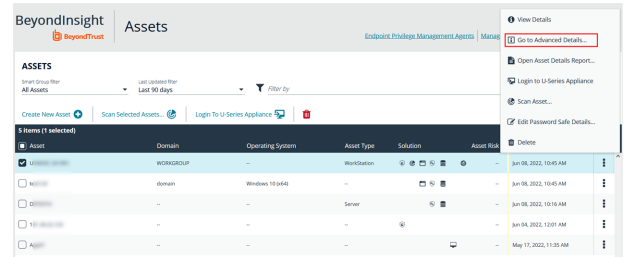 BeyondInsight
BeyondTrust
Assets
Endpoint Privilege Management Agents | Manag
View Details
Go to Advanced Details...
Open Asset Details Report...
Login to U-Series Appliance
Scan Asset...
Edit Password Safe Details...
Delete
ASSETS
Smart Group filter
All Assets
Last Updated filter
Last 90 days
Filter by
Create New Asset
Scan Selected Assets...
Login To U-Series Appliance
5 items (1 selected)
Asset Domain Operating System Asset Type Solution Asset Risk
U WORKGROUP -- WorkStation -- Jun 08, 2022, 10:45 AM
domain Windows 10 (x64) -- -- Jun 08, 2022, 10:45 AM
D -- -- Server -- Jun 08, 2022, 10:16 AM
1 -- -- -- -- Jun 04, 2022, 12:01 AM
A -- -- -- -- May 17, 2022, 11:35 AM